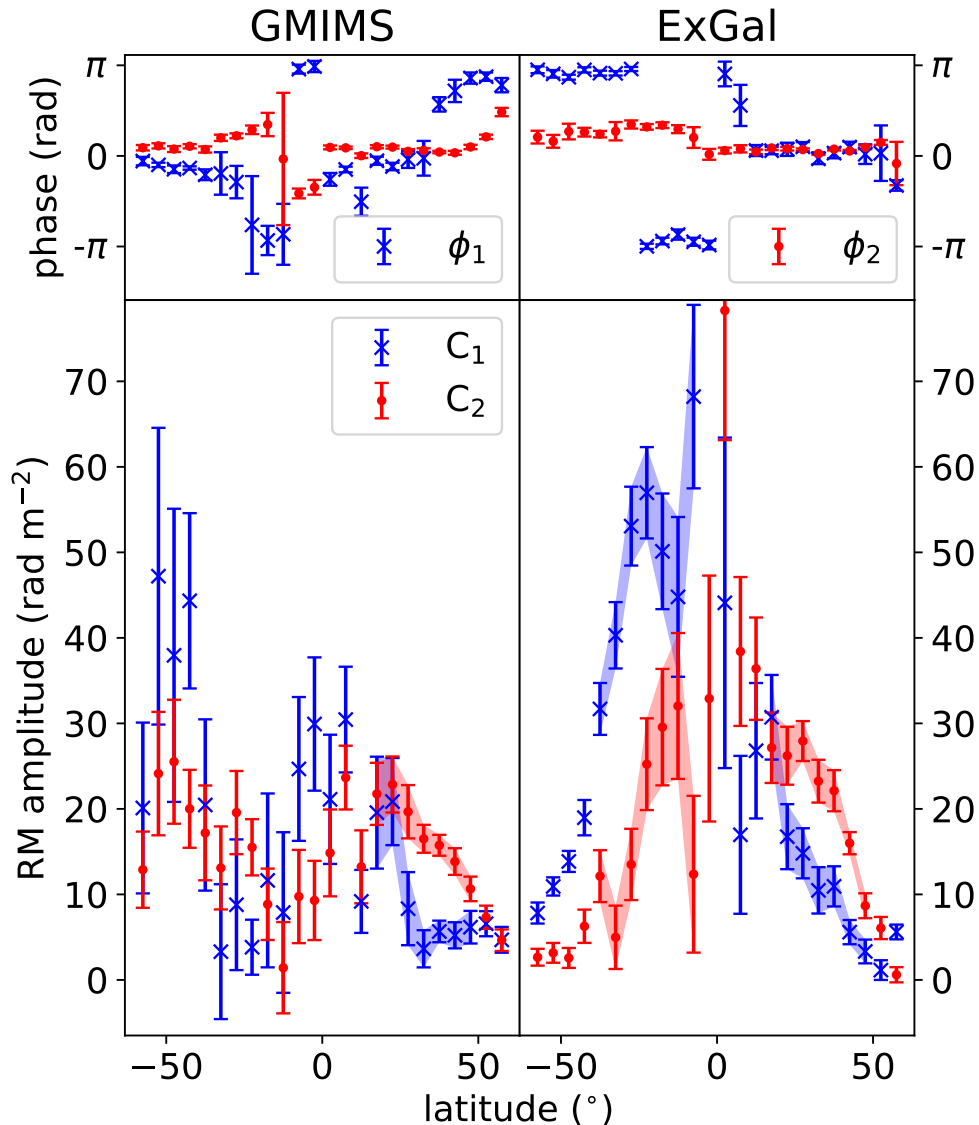 GMIMS ExGal
phase (rad)
π π
0 0
-π -π
ϕ₁ ϕ₂
C₁
C₂
RM amplitude (rad m⁻²)
70 70
60 60
50 50
40 40
30 30
20 20
10 10
0 0
−50 0 50 −50 0 50
latitude (°)